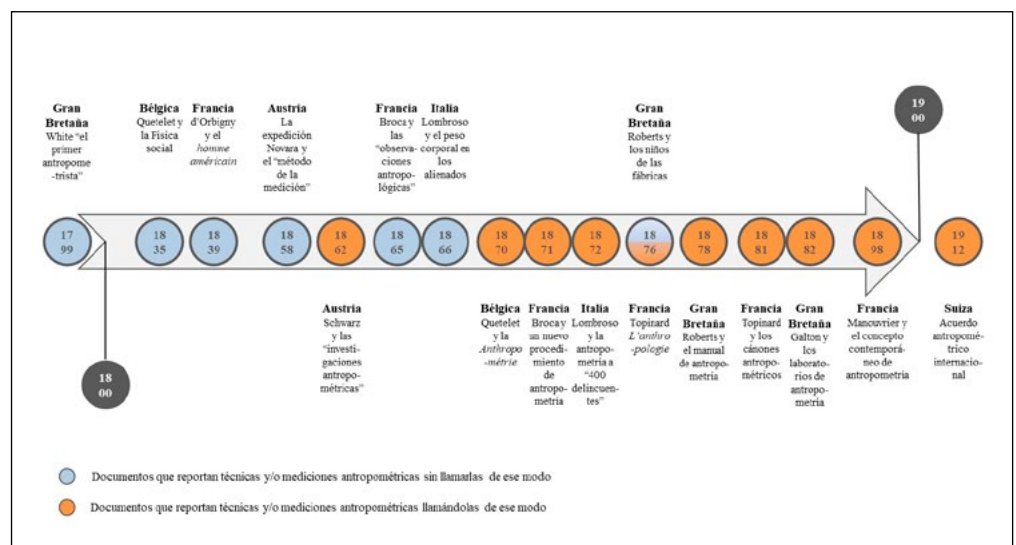 Gran
Bretaña
White "el
primer
antropome
-trista"
Bélgica
Quetelet y
la Física
social
Francia
d'Orbigny
y el
homme
américain
Austria
La
expedición
Novara y
el "método
de la
medición"
Francia
Broca y
las
"observa-
ciones
antropo-
lógicas"
Italia
Lombroso
y el peso
corporal en
los
alienados
Gran
Bretaña
Roberts y
los niños
de las
fábricas
19
00
17
99
18
35
18
39
18
58
18
62
18
65
18
66
18
70
18
71
18
72
18
76
18
78
18
81
18
82
18
98
19
12
18
00
Austria
Schwarz
y las
"investi-
gaciones
antropo-
métricas"
Bélgica
Quetelet
y la
Anthropo
-métrie
Francia
Broca y
un nuevo
procedi-
miento
de
antropo-
metría
Italia
Lombroso
y la
antropo-
metría a
"400
delincuen-
tes"
Francia
Topinard
L'anthro
-pologie
Gran
Bretaña
Roberts y
el manual
de antropo-
metría
Francia
Topinard
y los
cánones
antropo-
métricos
Gran
Bretaña
Galton y
los
laborato-
rios de
antropo-
metría
Francia
Manouvrier y
el concepto
contemporá-
neo de
antropometría
Suiza
Acuerdo
antropomé-
trico
internacio-
nal
Documentos que reportan técnicas y/o mediciones antropométricas sin llamarlas de ese modo
Documentos que reportan técnicas y/o mediciones antropométricas llamándolas de ese modo